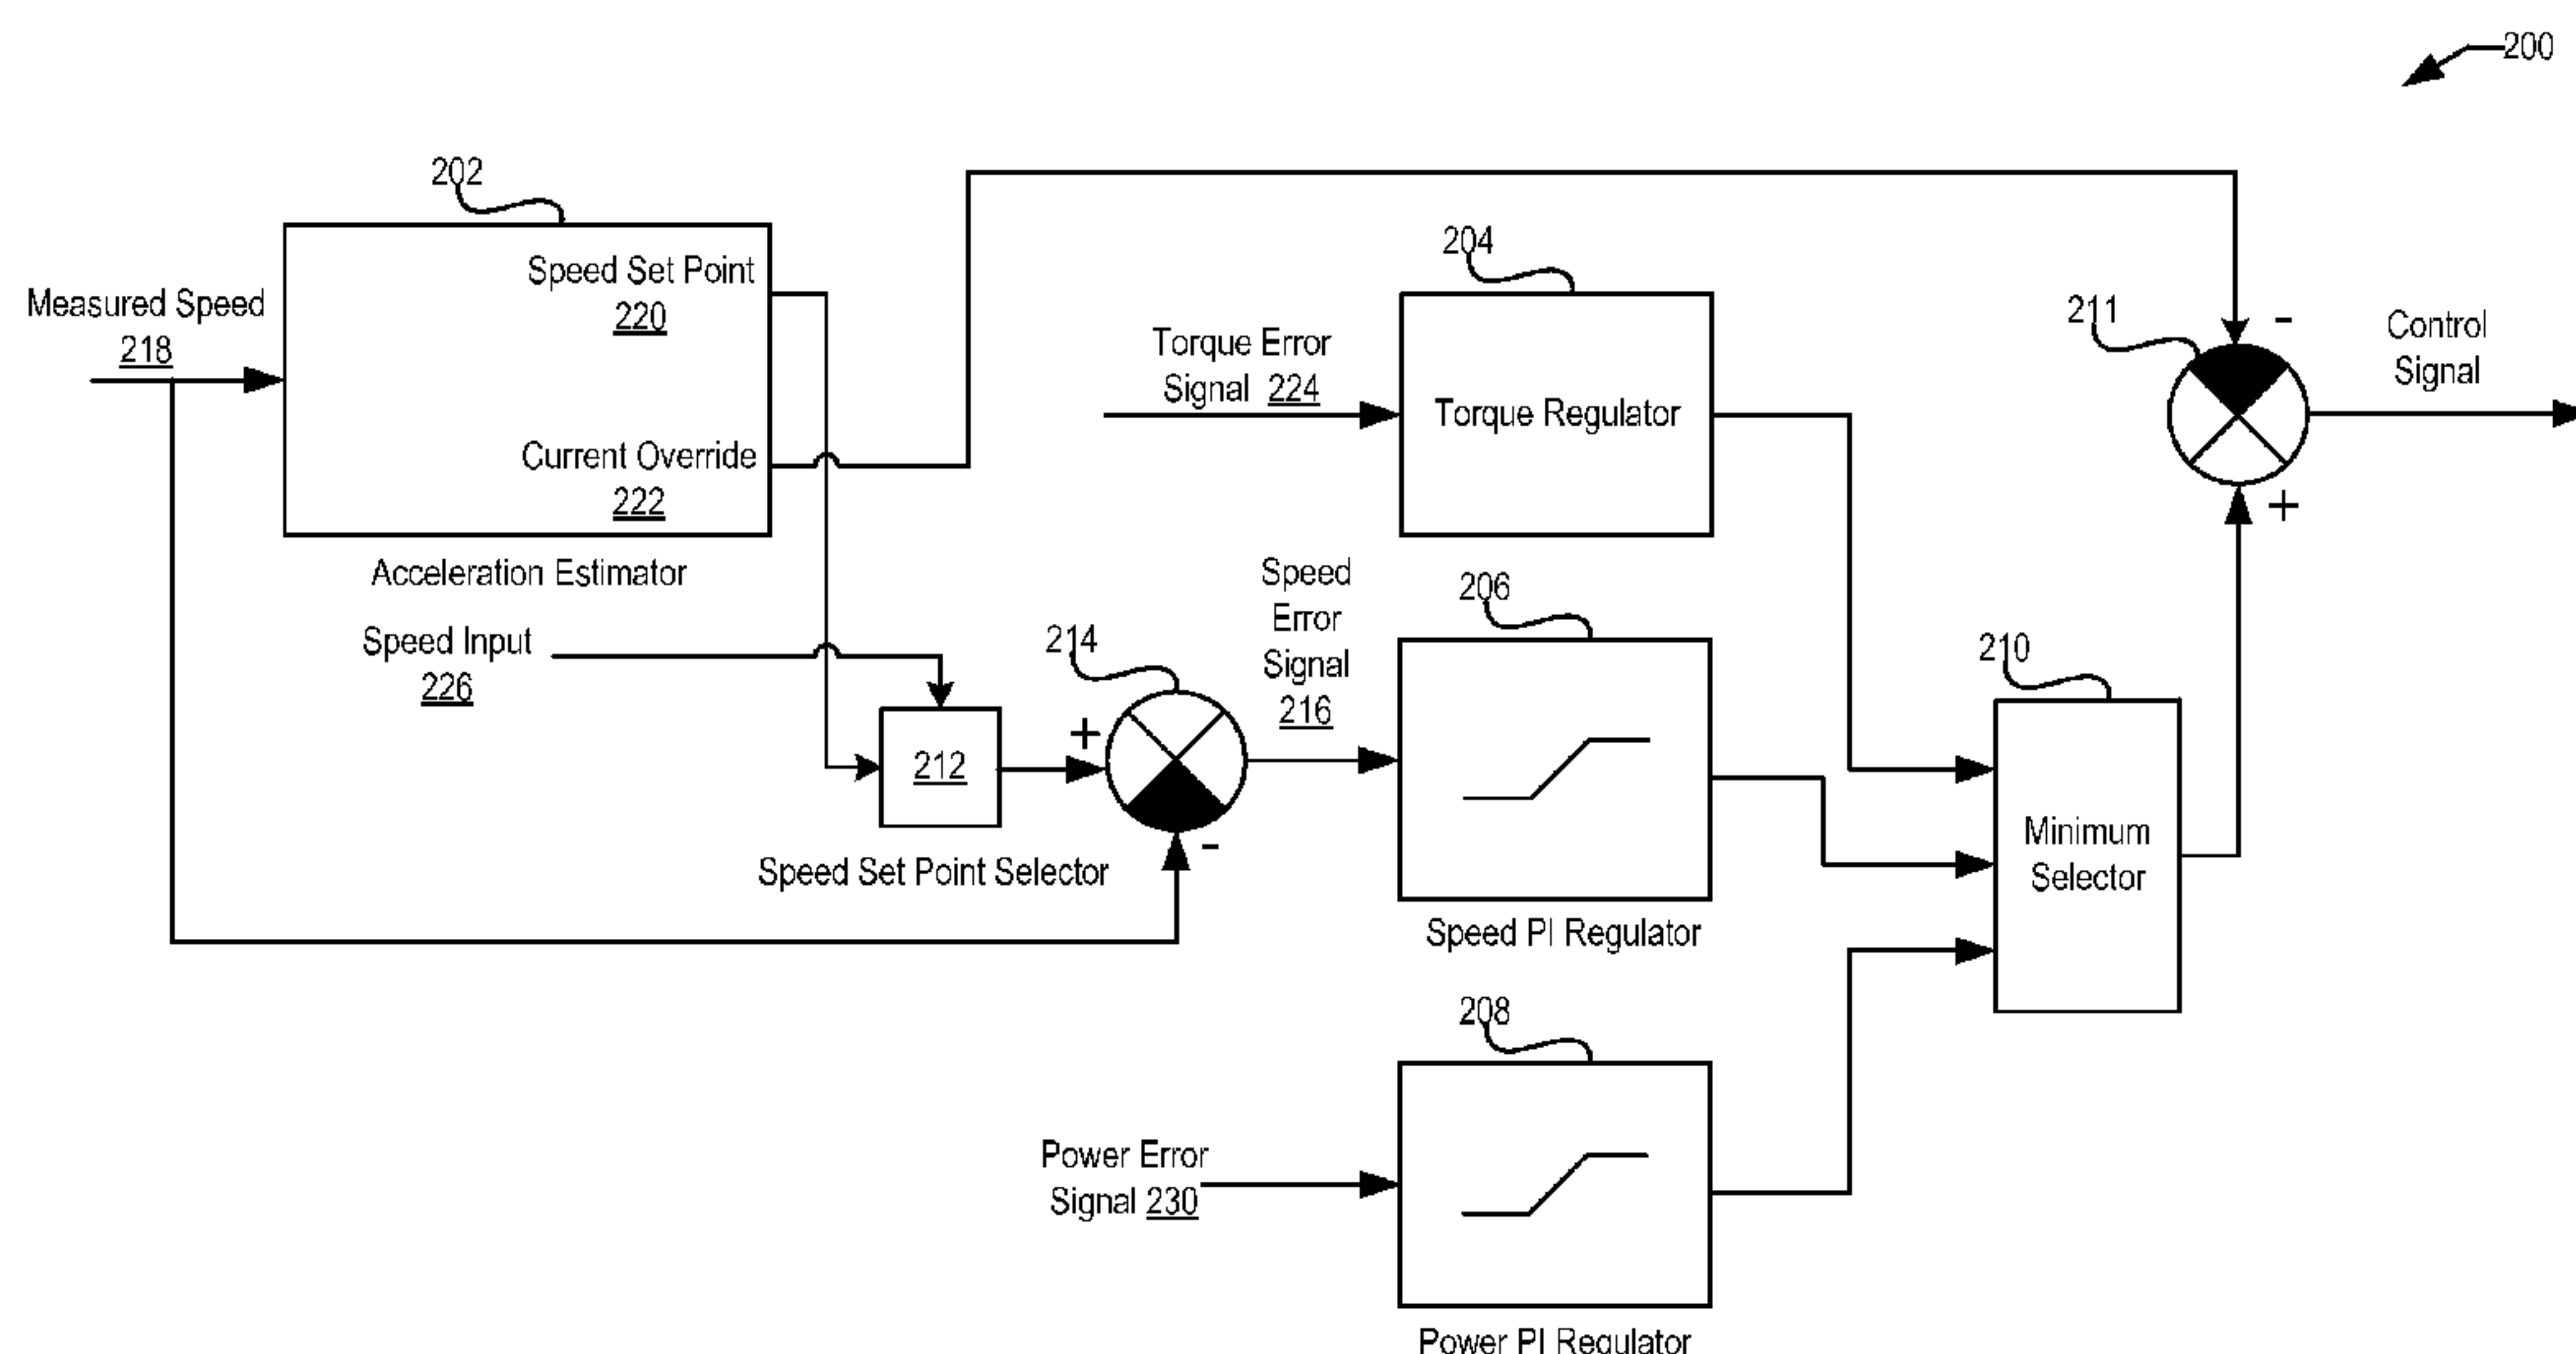 200
202
Speed Set Point
220
Measured Speed
218
Current Override
222
Acceleration Estimator
204
Torque Error
Signal 224
Torque Regulator
211
-
+
Control
Signal
Speed Input
226
214
Speed
Error
Signal
216
206
+
-
212
Speed Set Point Selector
Speed PI Regulator
210
Minimum
Selector
208
Power Error
Signal 230
Power PI Regulator